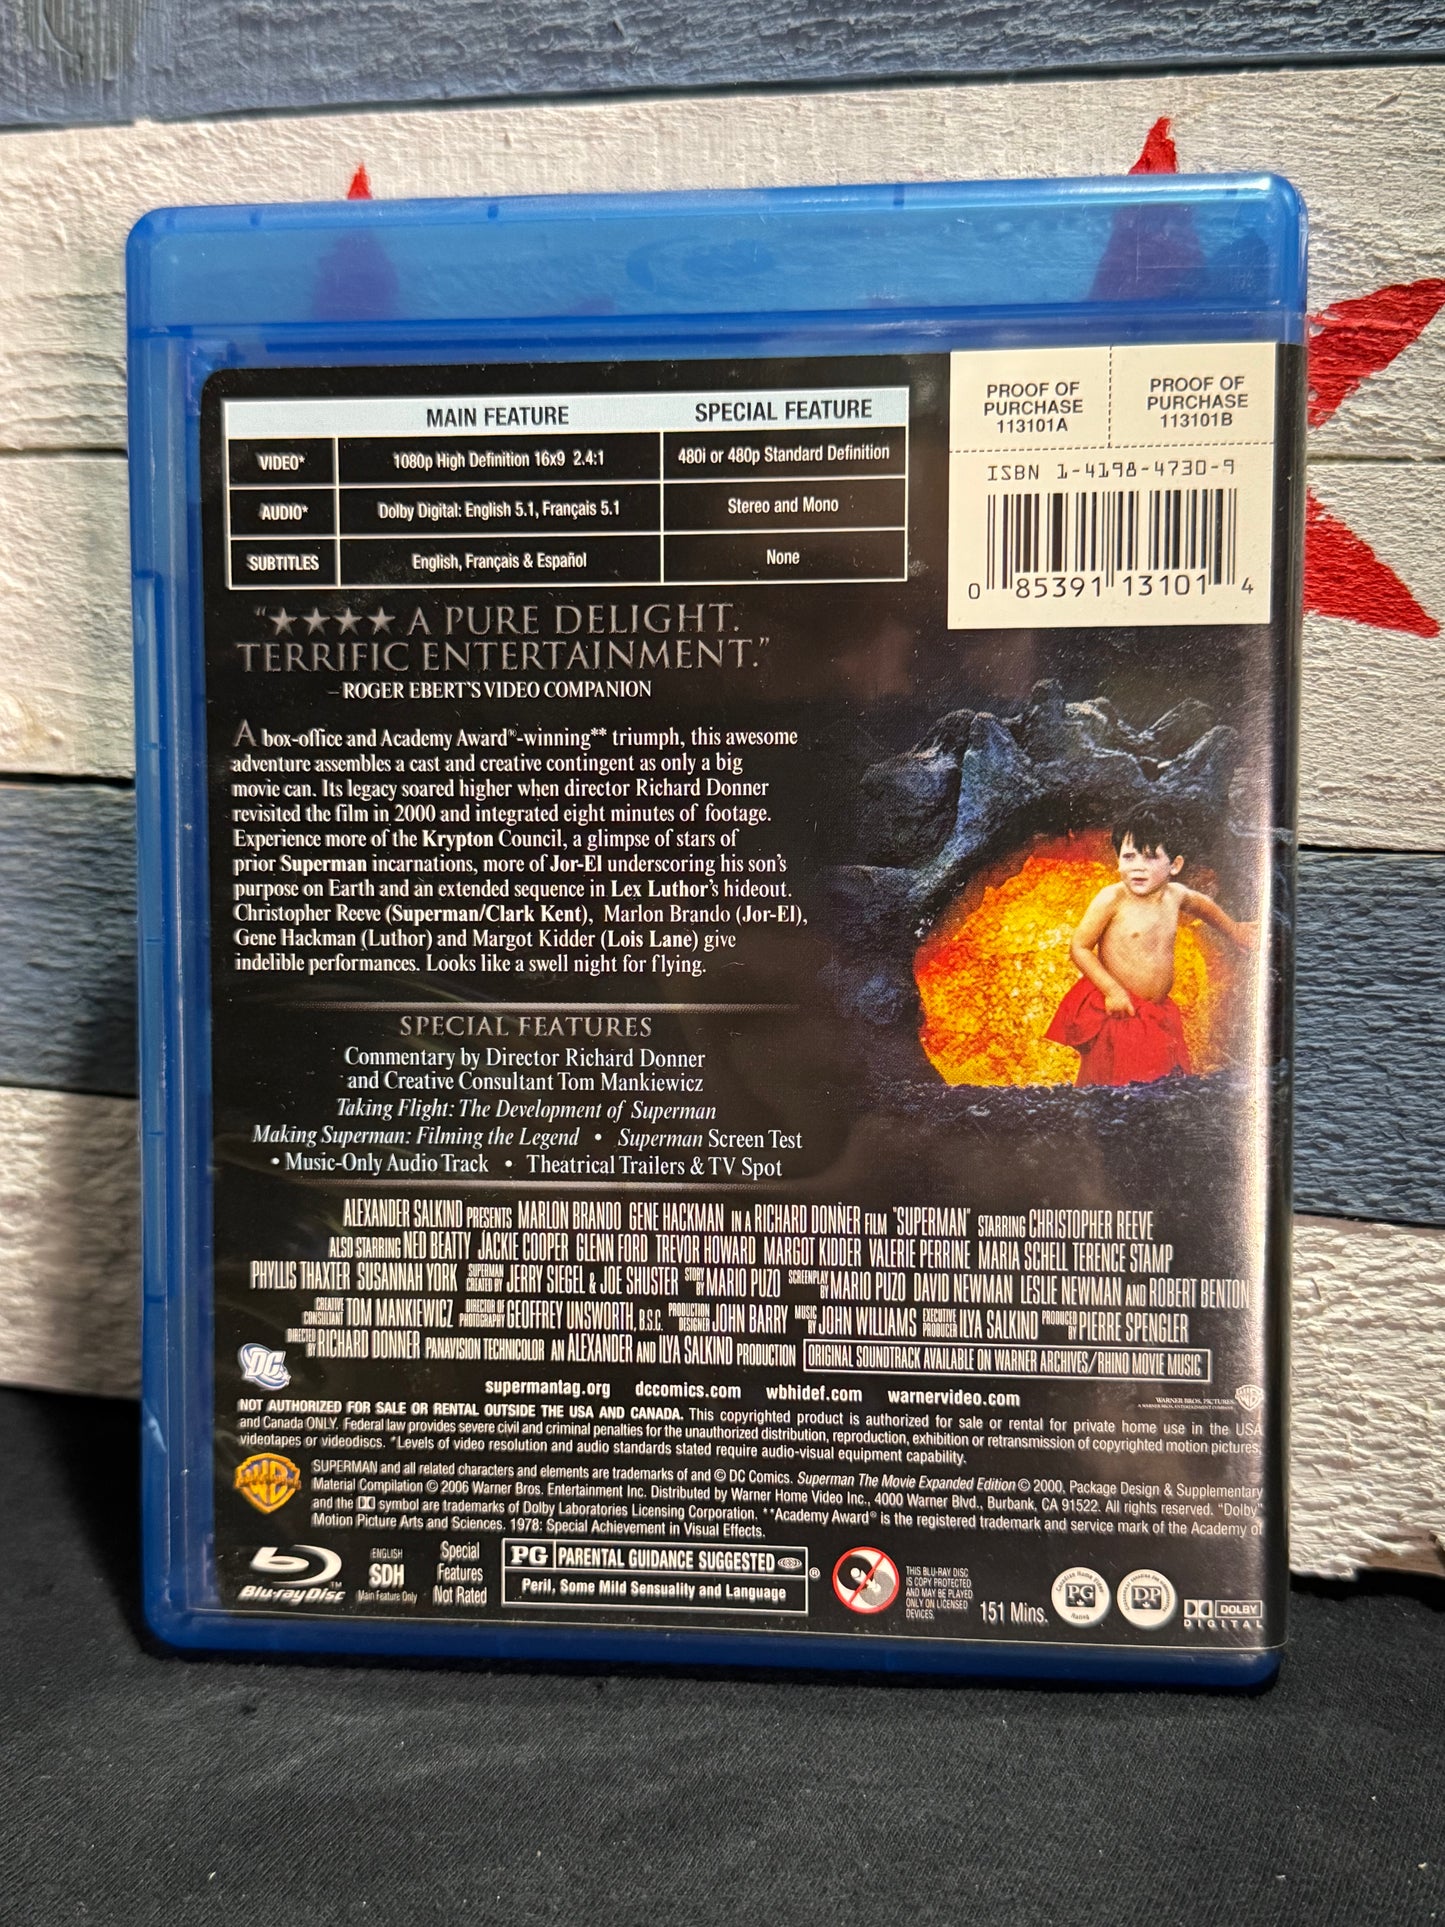 PROOF OF
PURCHASE
113101A
PROOF OF
PURCHASE
113101B
ISBN 1-4198-4730-9
0 85391 13101 4
MAIN FEATURE SPECIAL FEATURE
VIDEO* 1080p High Definition 16x9 2.4:1 480i or 480p Standard Definition
AUDIO* Dolby Digital: English 5.1, Français 5.1 Stereo and Mono
SUBTITLES English, Français & Español None
"★★★★ A PURE DELIGHT.
TERRIFIC ENTERTAINMENT."
–ROGER EBERT'S VIDEO COMPANION
A box-office and Academy Award®-winning** triumph, this awesome
adventure assembles a cast and creative contingent as only a big
movie can. Its legacy soared higher when director Richard Donner
revisited the film in 2000 and integrated eight minutes of footage.
Experience more of the Krypton Council, a glimpse of stars of
prior Superman incarnations, more of Jor-El underscoring his son's
purpose on Earth and an extended sequence in Lex Luthor's hideout.
Christopher Reeve (Superman/Clark Kent), Marlon Brando (Jor-El),
Gene Hackman (Luthor) and Margot Kidder (Lois Lane) give
indelible performances. Looks like a swell night for flying.
SPECIAL FEATURES
Commentary by Director Richard Donner
and Creative Consultant Tom Mankiewicz
Taking Flight: The Development of Superman
Making Superman: Filming the Legend • Superman Screen Test
• Music-Only Audio Track • Theatrical Trailers & TV Spot
ALEXANDER SALKIND PRESENTS MARLON BRANDO GENE HACKMAN IN A RICHARD DONNER FILM "SUPERMAN" STARRING CHRISTOPHER REEVE
ALSO STARRING NED BEATTY JACKIE COOPER GLENN FORD TREVOR HOWARD MARGOT KIDDER VALERIE PERRINE MARIA SCHELL TERENCE STAMP
PHYLLIS THAXTER SUSANNAH YORK SUPERMAN CREATED BY JERRY SIEGEL & JOE SHUSTER STORY BY MARIO PUZO SCREENPLAY BY MARIO PUZO DAVID NEWMAN LESLIE NEWMAN AND ROBERT BENTON
CREATIVE CONSULTANT TOM MANKIEWICZ DIRECTOR OF PHOTOGRAPHY GEOFFREY UNSWORTH, B.S.C. PRODUCTION DESIGNER JOHN BARRY MUSIC BY JOHN WILLIAMS EXECUTIVE PRODUCER ILYA SALKIND PRODUCED BY PIERRE SPENGLER
DIRECTED BY RICHARD DONNER PANAVISION TECHNICOLOR AN ALEXANDER AND ILYA SALKIND PRODUCTION ORIGINAL SOUNDTRACK AVAILABLE ON WARNER ARCHIVES/RHINO MOVIE MUSIC
DC
supermantag.org dccomics.com wbhidef.com warnervideo.com
WARNER BROS. PICTURES
A WARNER BROS. ENTERTAINMENT COMPANY
NOT AUTHORIZED FOR SALE OR RENTAL OUTSIDE THE USA AND CANADA. This copyrighted product is authorized for sale or rental for private home use in the USA
and Canada ONLY. Federal law provides severe civil and criminal penalties for the unauthorized distribution, reproduction, exhibition or retransmission of copyrighted motion pictures,
videotapes or videodiscs. *Levels of video resolution and audio standards stated require audio-visual equipment capability.
SUPERMAN and all related characters and elements are trademarks of and © DC Comics. Superman The Movie Expanded Edition © 2000, Package Design & Supplementary
Material Compilation © 2006 Warner Bros. Entertainment Inc. Distributed by Warner Home Video Inc., 4000 Warner Blvd., Burbank, CA 91522. All rights reserved. "Dolby"
and the DD symbol are trademarks of Dolby Laboratories Licensing Corporation. **Academy Award® is the registered trademark and service mark of the Academy of
Motion Picture Arts and Sciences. 1978: Special Achievement in Visual Effects.
Blu-ray Disc™
ENGLISH
SDH
Main Feature Only
Special
Features
Not Rated
PG PARENTAL GUIDANCE SUGGESTED ®
Peril, Some Mild Sensuality and Language
THIS BLU-RAY DISC
IS COPY PROTECTED
AND MAY BE PLAYED
ONLY ON LICENSED
DEVICES.
151 Mins.
Canadian Home Video
PG
DP
DOLBY
DIGITAL